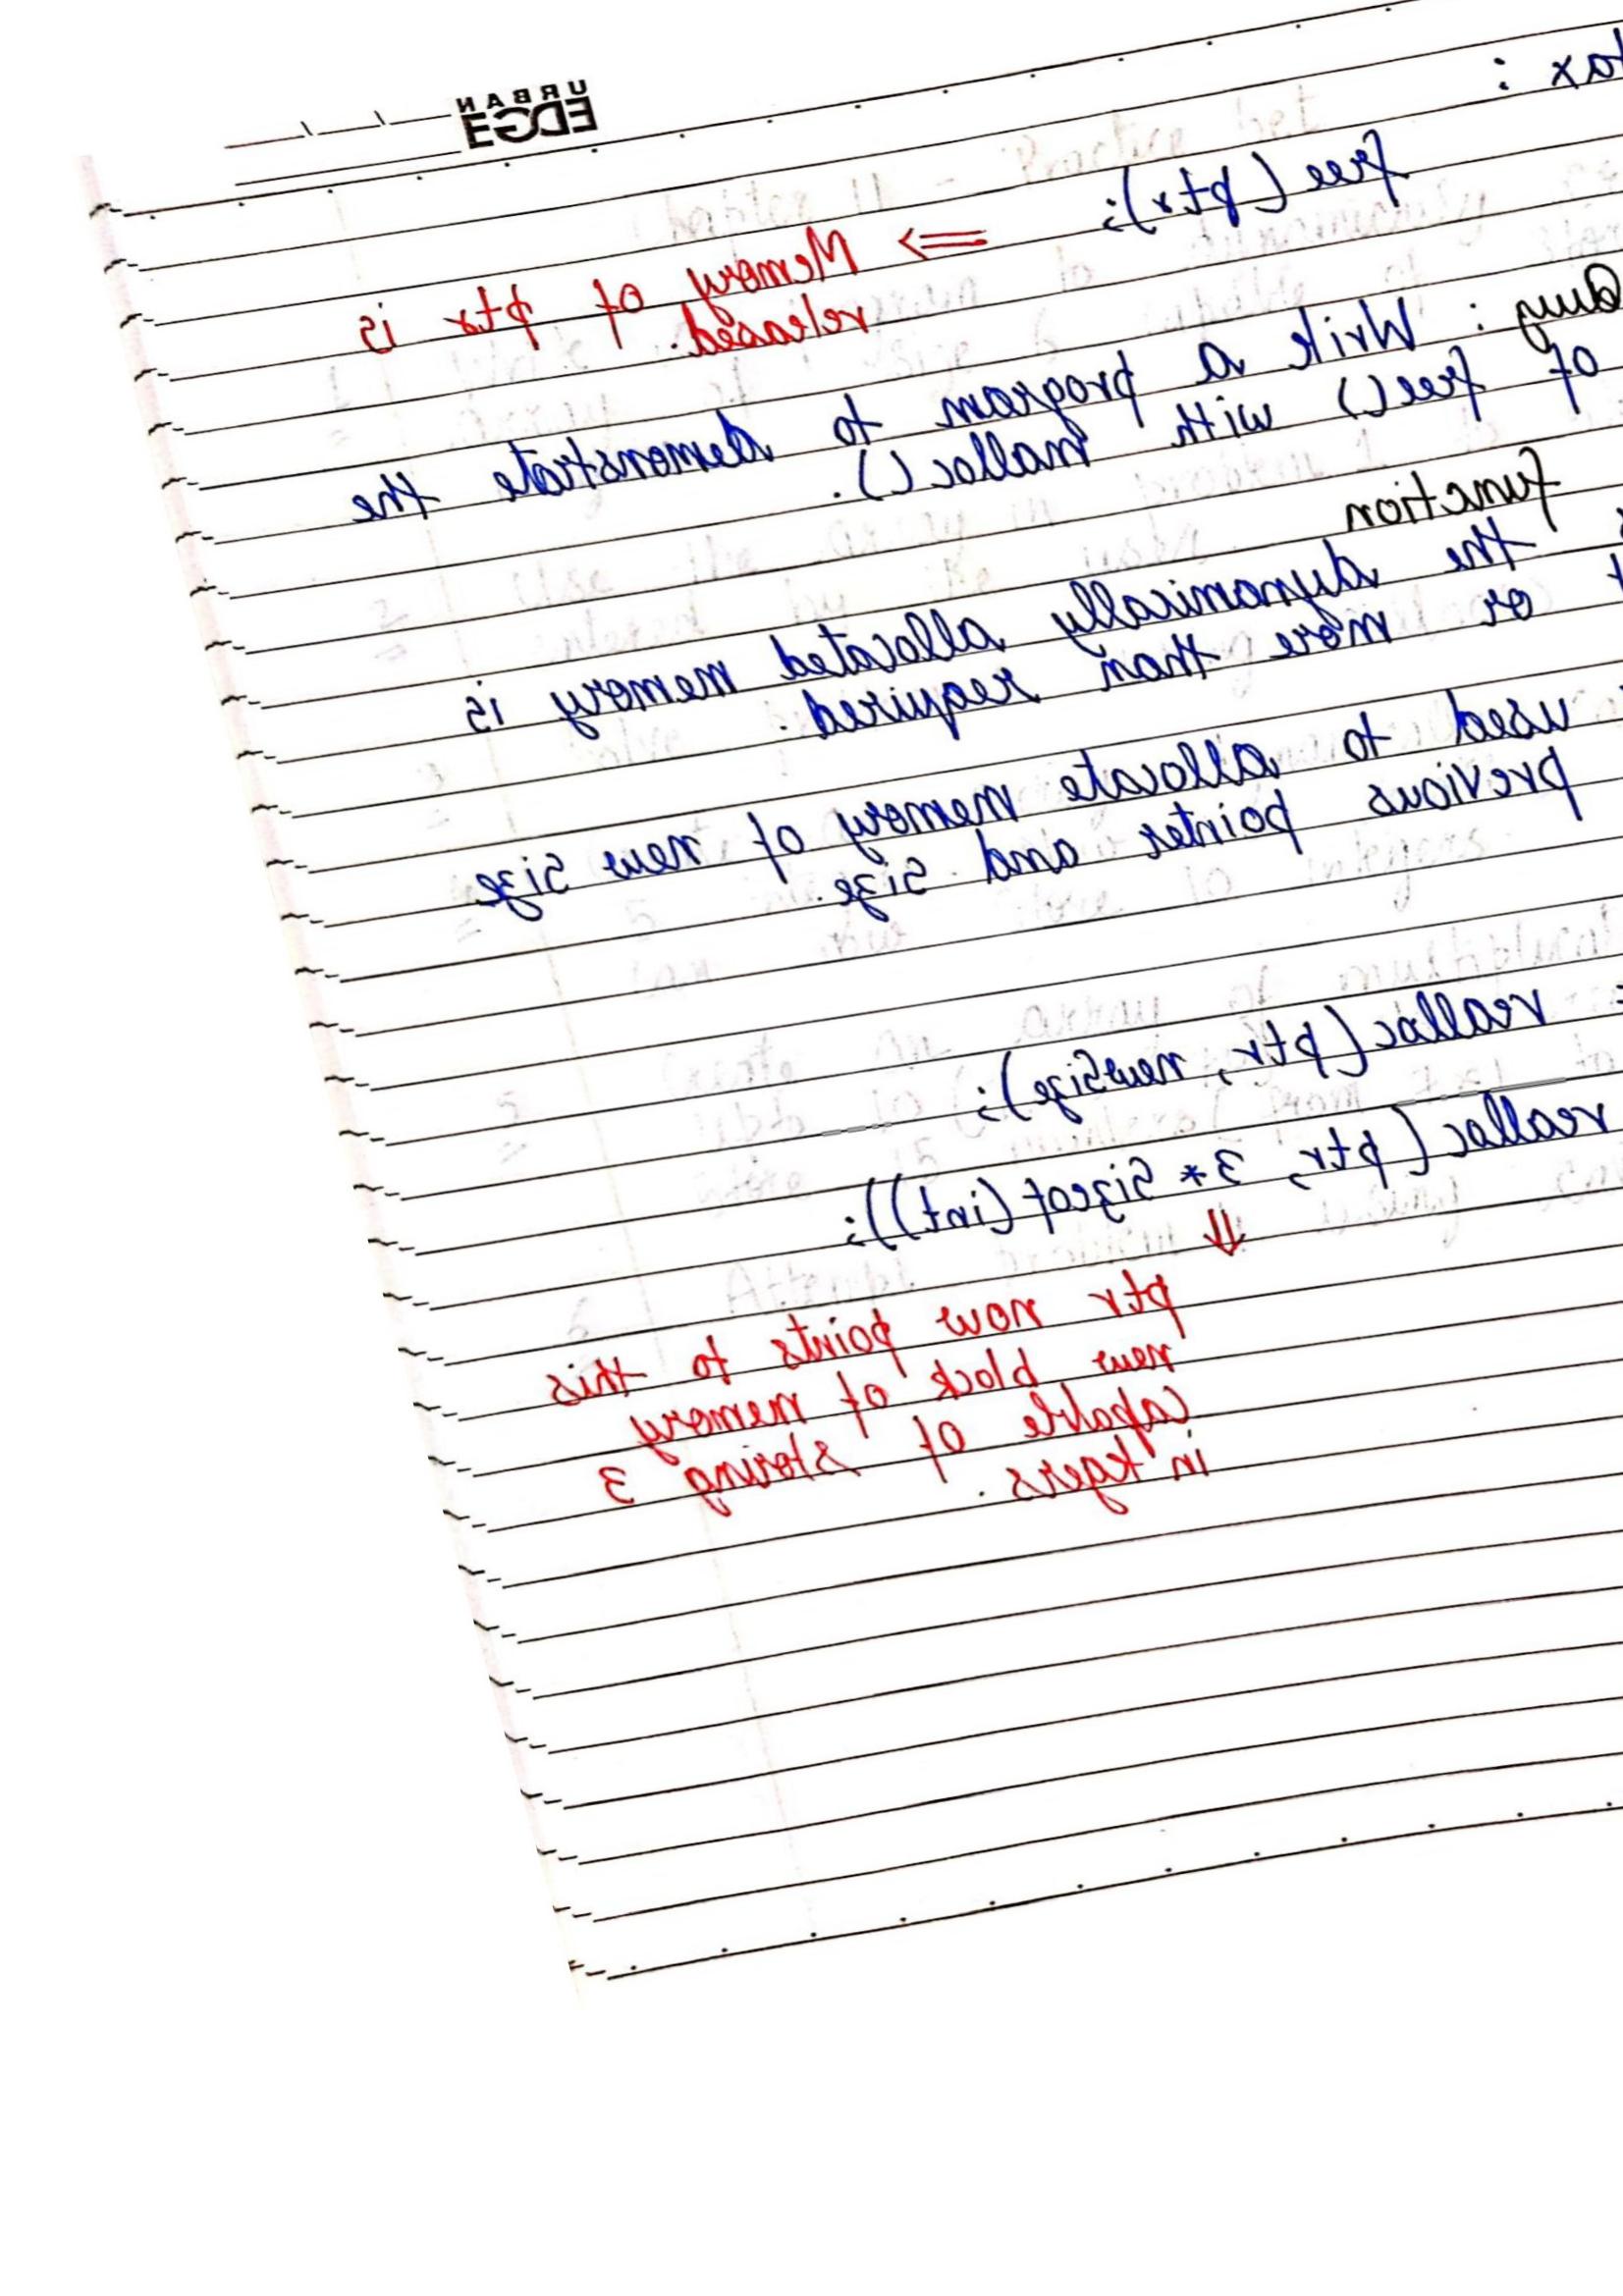 URBAN
EDGE
tax :
free (ptr);
=> Memory of ptr is
released.
Quny : Write a program to demonstrate the
of free() with malloc().
function
the dynamically allocated memory is
or more than required.
used to allocate memory of new size
previous pointer and size.
= realloc (ptr, newSize);
realloc (ptr, 3* Sizeof (int));
⇓
ptr now points to this
new block of memory
capable of storing 3
integers.